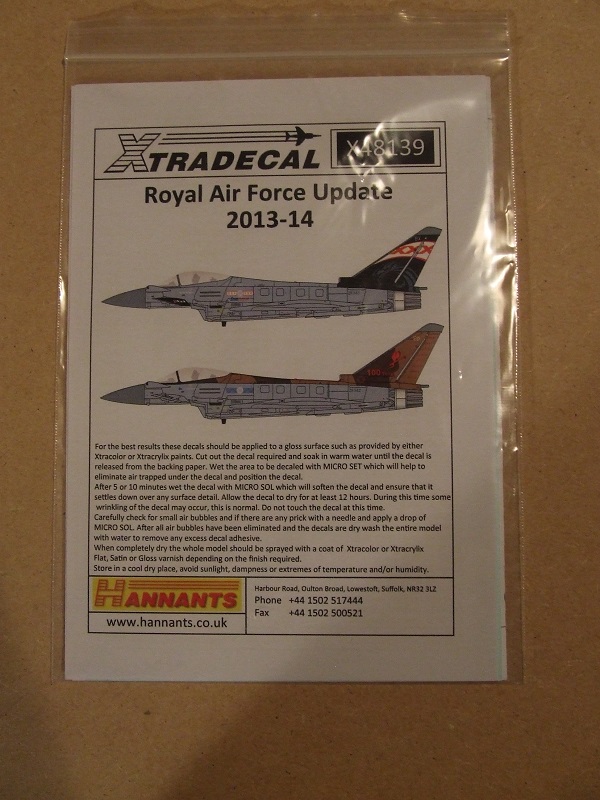 XTRADECAL
X48139
Royal Air Force Update
2013-14
For the best results these decals should be applied to a gloss surface such as provided by either
Xtracolor or Xtracrylix paints. Cut out the decal required and soak in warm water until the decal is
released from the backing paper. Wet the area to be decaled with MICRO SET which will help to
eliminate air trapped under the decal and position the decal.
After 5 or 10 minutes wet the decal with MICRO SOL which will soften the decal and ensure that it
settles down over any surface detail. Allow the decal to dry for at least 12 hours. During this time some
wrinkling of the decal may occur, this is normal. Do not touch the decal at this time.
Carefully check for small air bubbles and if there are any prick with a needle and apply a drop of
MICRO SOL. After all air bubbles have been eliminated and the decals are dry wash the entire model
with water to remove any excess decal adhesive.
When completely dry the whole model should be sprayed with a coat of Xtracolor or Xtracrylix
Flat, Satin or Gloss varnish depending on the finish required.
Store in a cool dry place, avoid sunlight, dampness or extremes of temperature and/or humidity.
HANNANTS
www.hannants.co.uk
Harbour Road, Oulton Broad, Lowestoft, Suffolk, NR32 3LZ
Phone +44 1502 517444
Fax +44 1502 500521